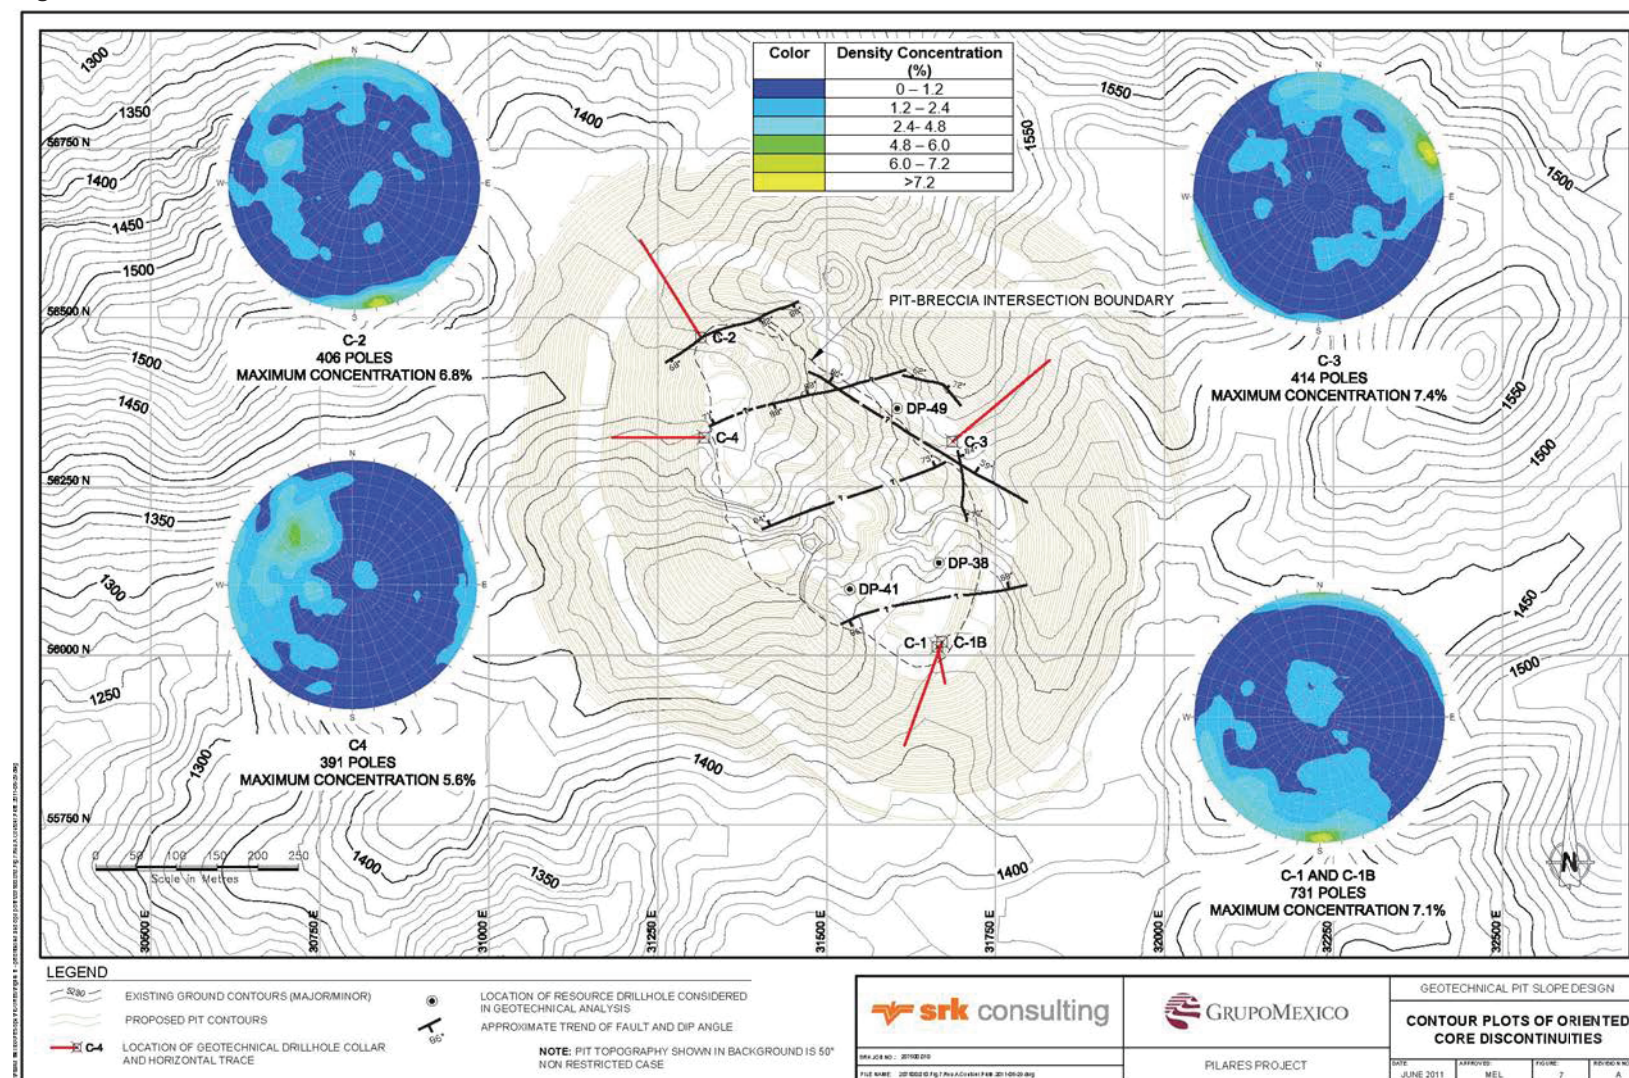 Color Density Concentration (%)
0 – 1.2
1.2 – 2.4
2.4- 4.8
4.8 – 6.0
6.0 – 7.2
>7.2
1300
1350
1400
1450
1500
1400
1550
1550
1500
56750 N
56500 N
56250 N
56000 N
55750 N
N
W
E
S
C-2
406 POLES
MAXIMUM CONCENTRATION 6.8%
N
W
E
S
C-3
414 POLES
MAXIMUM CONCENTRATION 7.4%
PIT-BRECCIA INTERSECTION BOUNDARY
C-2
C-4
DP-49
C-3
DP-38
DP-41
C-1
C-1B
1500
1450
1350
1300
1250
1300
1400
1350
1400
1400
1550
1500
1500
1450
1500
N
W
E
S
C4
391 POLES
MAXIMUM CONCENTRATION 5.6%
N
W
E
S
C-1 AND C-1B
731 POLES
MAXIMUM CONCENTRATION 7.1%
0 50 100 150 200 250
Scale in Metres
30500 E
30750 E
31000 E
31250 E
31500 E
31750 E
32000 E
32250 E
32500 E
N
LEGEND
EXISTING GROUND CONTOURS (MAJOR/MINOR)
PROPOSED PIT CONTOURS
C-4 LOCATION OF GEOTECHNICAL DRILLHOLE COLLAR
AND HORIZONTAL TRACE
LOCATION OF RESOURCE DRILLHOLE CONSIDERED
IN GEOTECHNICAL ANALYSIS
APPROXIMATE TREND OF FAULT AND DIP ANGLE
NOTE: PIT TOPOGRAPHY SHOWN IN BACKGROUND IS 50°
NON RESTRICTED CASE
srk consulting
GRUPOMEXICO
PILARES PROJECT
GEOTECHNICAL PIT SLOPE DESIGN
CONTOUR PLOTS OF ORIENTED
CORE DISCONTINUITIES
DATE: JUNE 2011
APPROVED: MEL
FIGURE: 7
A